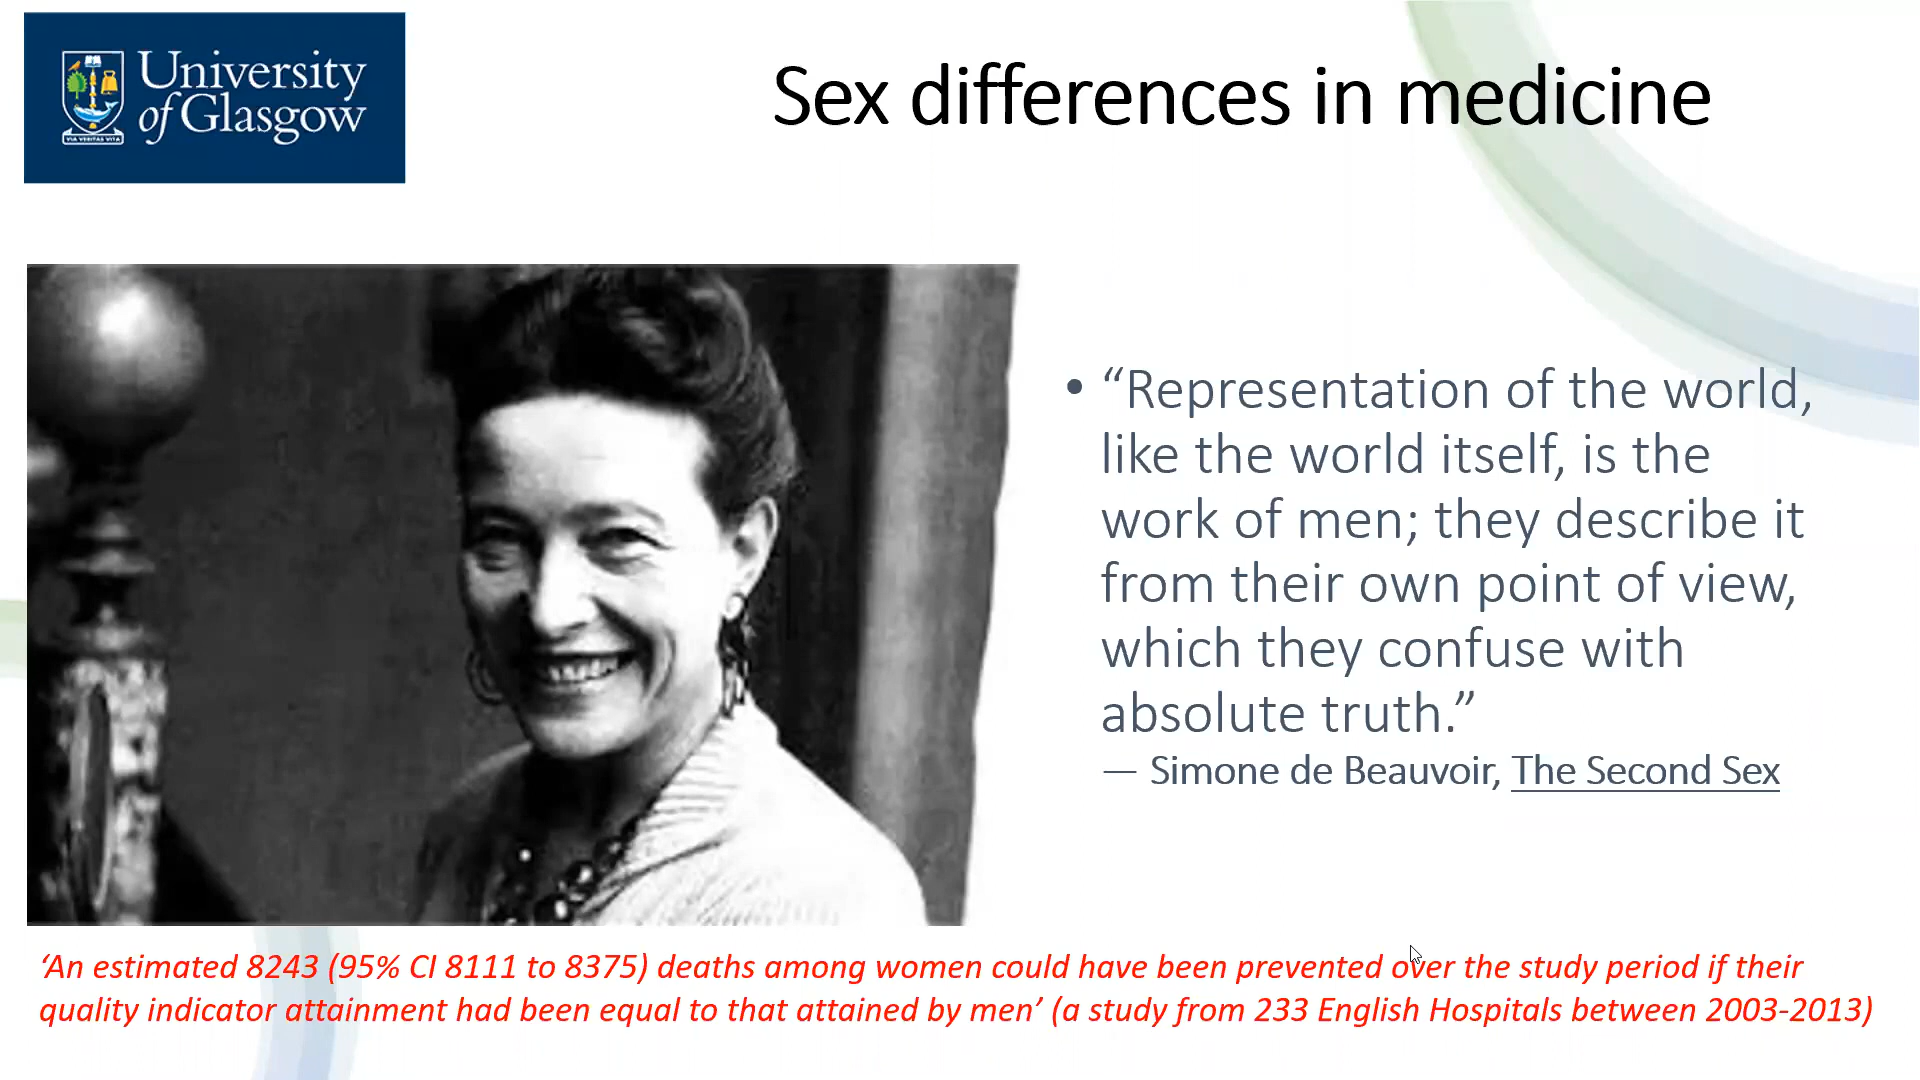 University
of Glasgow
VIA VERITAS VITA
Sex differences in medicine
• “Representation of the world,
like the world itself, is the
work of men; they describe it
from their own point of view,
which they confuse with
absolute truth.”
— Simone de Beauvoir, The Second Sex
‘An estimated 8243 (95% CI 8111 to 8375) deaths among women could have been prevented over the study period if their
quality indicator attainment had been equal to that attained by men’ (a study from 233 English Hospitals between 2003-2013)